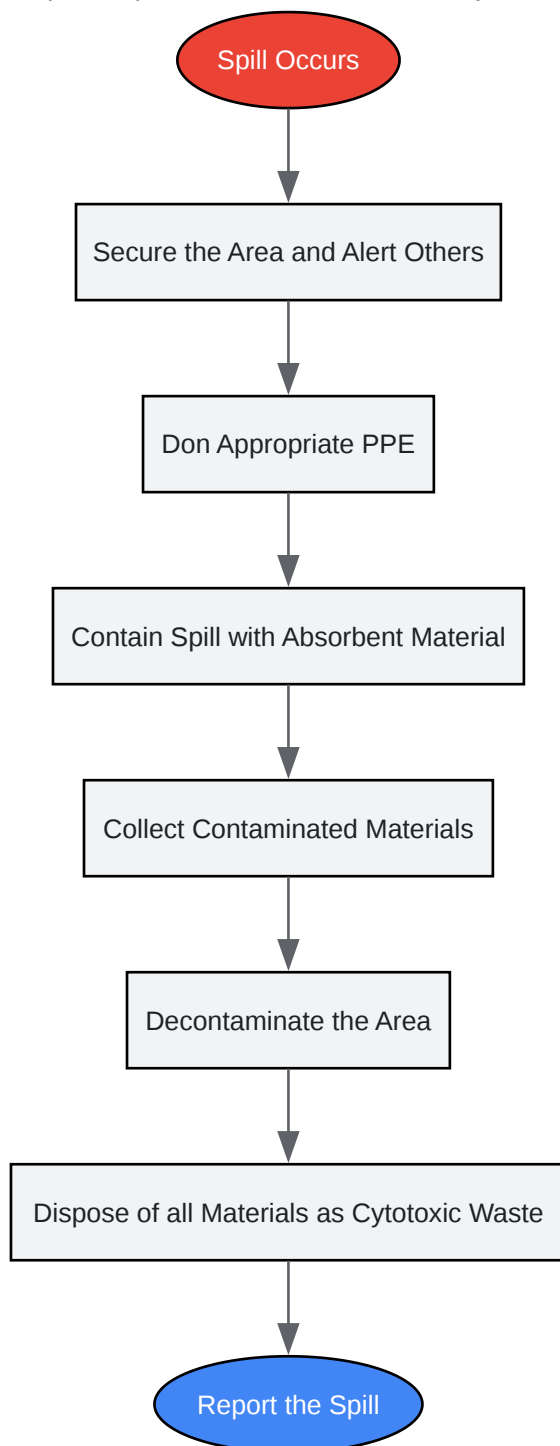 Spill Occurs
Secure the Area and Alert Others
Don Appropriate PPE
Contain Spill with Absorbent Material
Collect Contaminated Materials
Decontaminate the Area
Dispose of all Materials as Cytotoxic Waste
Report the Spill